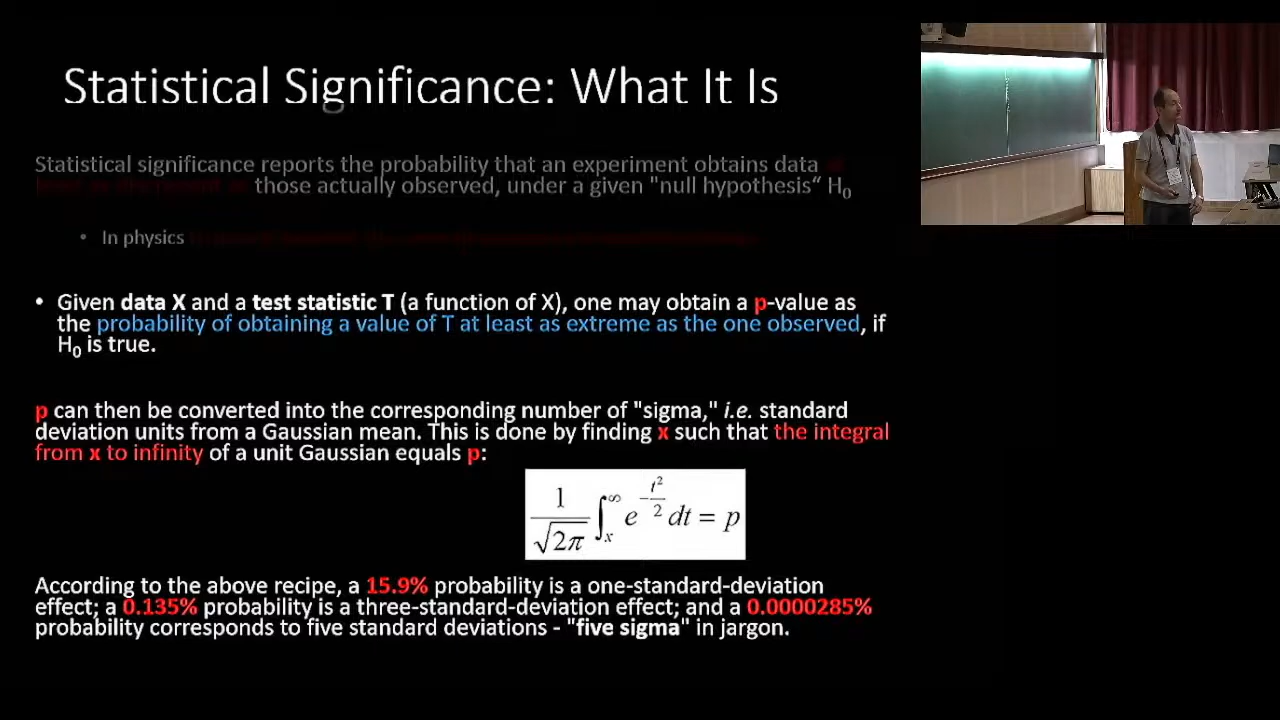 Statistical Significance: What It Is
Statistical significance reports the probability that an experiment obtains data
those actually observed, under a given "null hypothesis“ H₀
• In physics
• Given data X and a test statistic T (a function of X), one may obtain a p-value as
the probability of obtaining a value of T at least as extreme as the one observed, if
H₀ is true.
p can then be converted into the corresponding number of "sigma," i.e. standard
deviation units from a Gaussian mean. This is done by finding x such that the integral
from x to infinity of a unit Gaussian equals p:
1/√2π ∫ₓ^∞ e^(-t²/2) dt = p
According to the above recipe, a 15.9% probability is a one-standard-deviation
effect; a 0.135% probability is a three-standard-deviation effect; and a 0.0000285%
probability corresponds to five standard deviations - "five sigma" in jargon.